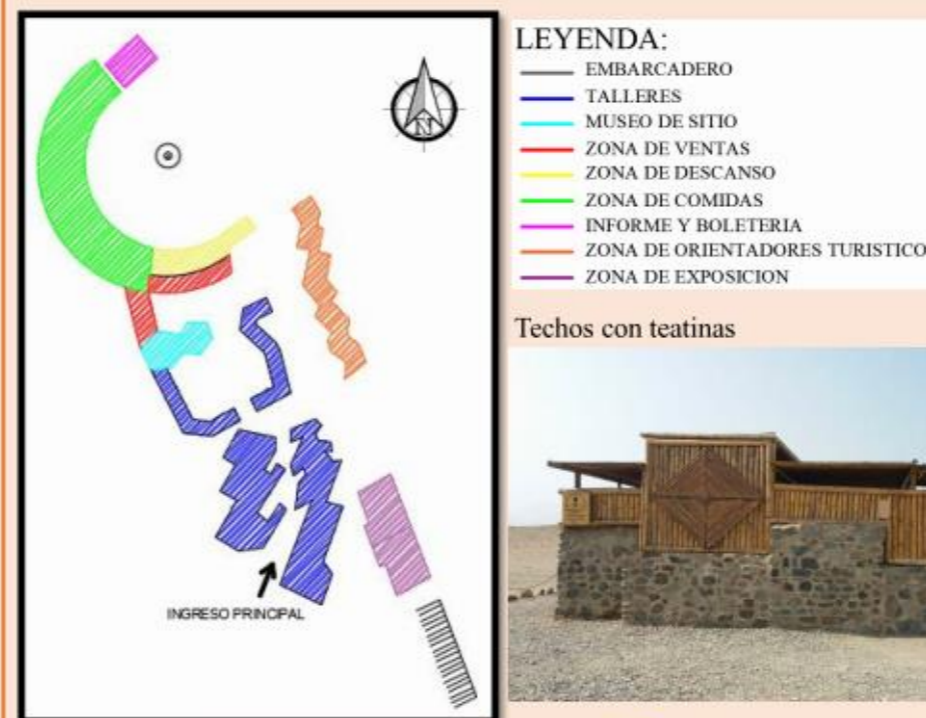 N
INGRESO PRINCIPAL
LEYENDA:
EMBARCADERO
TALLERES
MUSEO DE SITIO
ZONA DE VENTAS
ZONA DE DESCANSO
ZONA DE COMIDAS
INFORME Y BOLETERIA
ZONA DE ORIENTADORES TURISTICO
ZONA DE EXPOSICION
Techos con teatinas